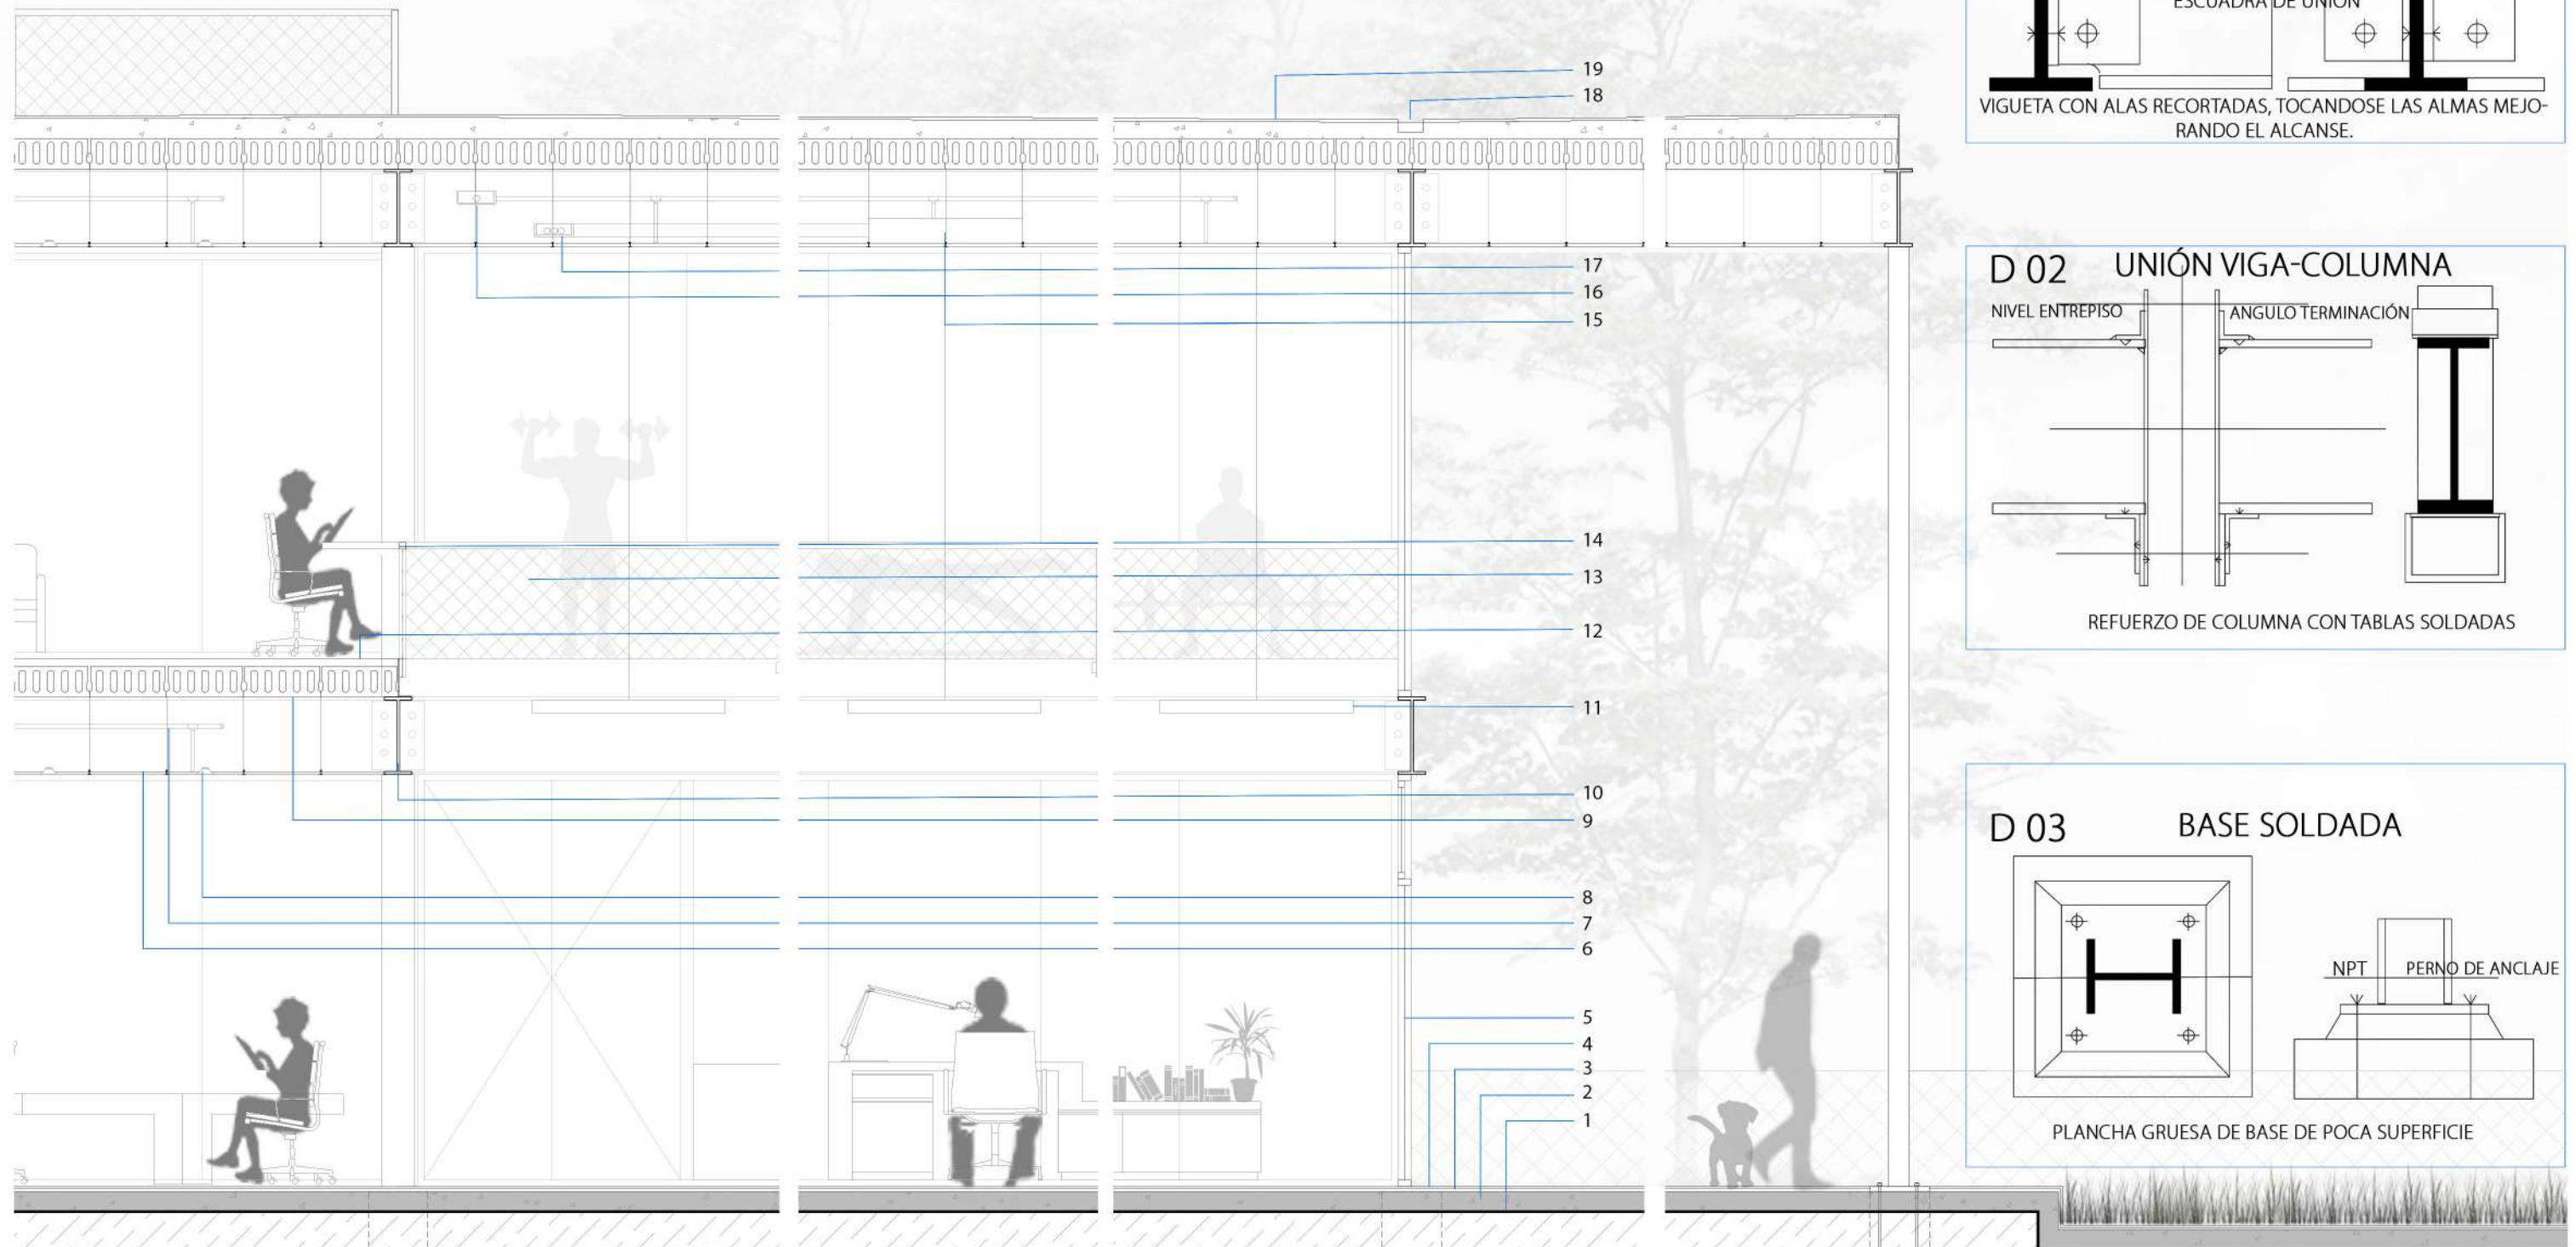 ESCUADRA DE UNIÓN
VIGUETA CON ALAS RECORTADAS, TOCANDOSE LAS ALMAS MEJO-
RANDO EL ALCANSE.
19
18
17
16
15
14
13
12
11
10
9
8
7
6
5
4
3
2
1
D 02 UNIÓN VIGA-COLUMNA
NIVEL ENTREPISO ANGULO TERMINACIÓN
REFUERZO DE COLUMNA CON TABLAS SOLDADAS
D 03 BASE SOLDADA
NPT PERNO DE ANCLAJE
PLANCHA GRUESA DE BASE DE POCA SUPERFICIE